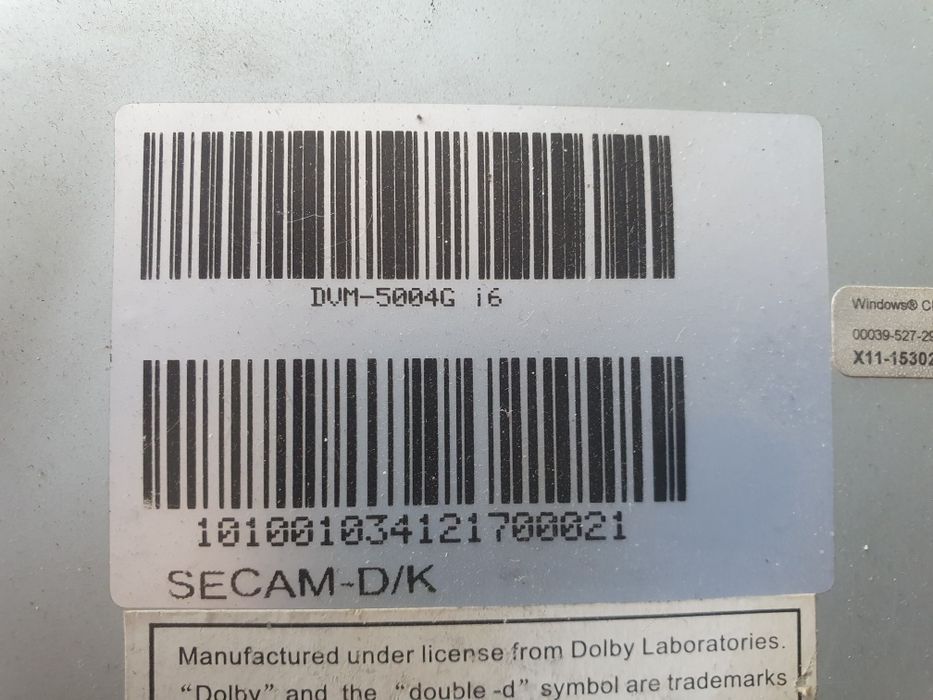 DVM-5004G i6
101001034121700021
SECAM-D/K
Windows® C
00039-527-29
X11-15302
Manufactured under license from Dolby Laboratories.
“Dolby” and the “double -d” symbol are trademarks